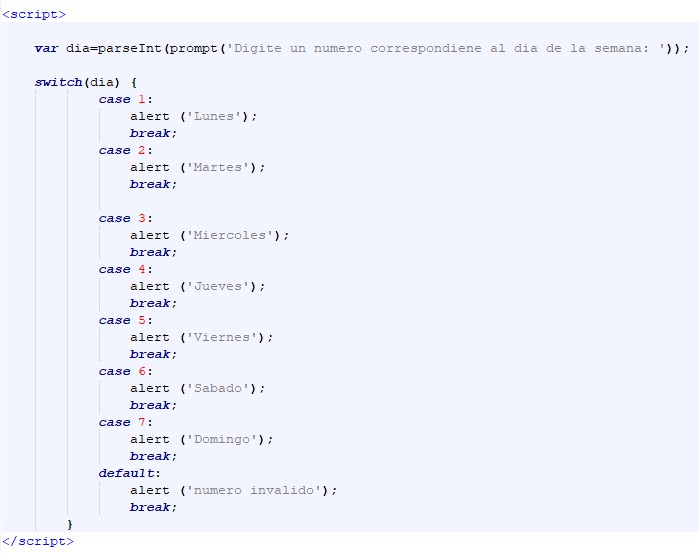 <script>
var dia=parseInt(prompt('Digite un numero correspondiene al dia de la semana: '));
switch(dia) {
case 1:
alert ('Lunes');
break;
case 2:
alert ('Martes');
break;
case 3:
alert ('Miercoles');
break;
case 4:
alert ('Jueves');
break;
case 5:
alert ('Viernes');
break;
case 6:
alert ('Sabado');
break;
case 7:
alert ('Domingo');
break;
default:
alert ('numero invalido');
break;
}
</script>